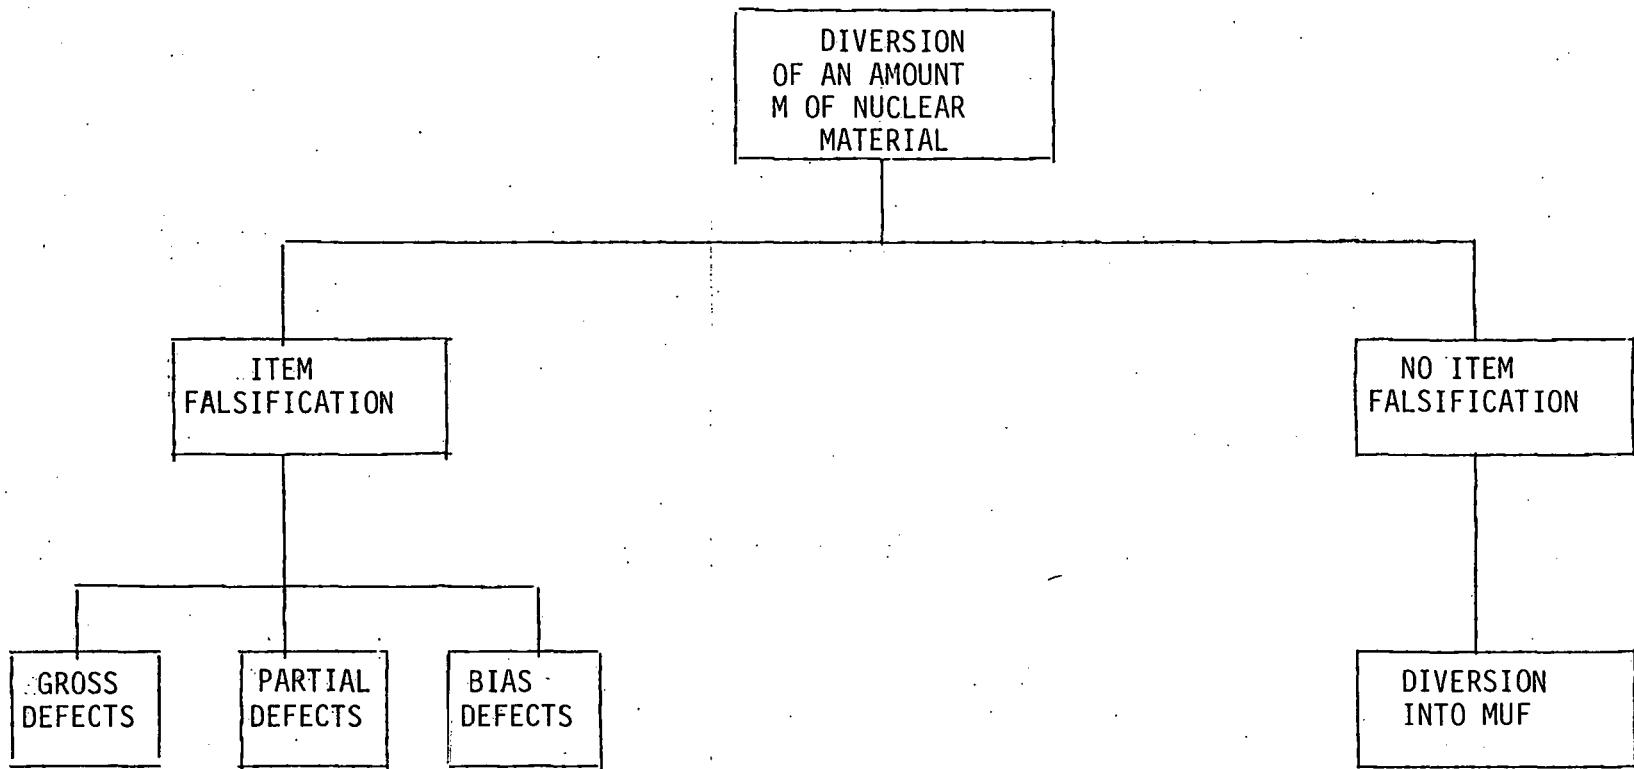 DIVERSION
OF AN AMOUNT
M OF NUCLEAR
MATERIAL
ITEM
FALSIFICATION
NO ITEM
FALSIFICATION
GROSS
DEFECTS
PARTIAL
DEFECTS
BIAS
DEFECTS
DIVERSION
INTO MUF